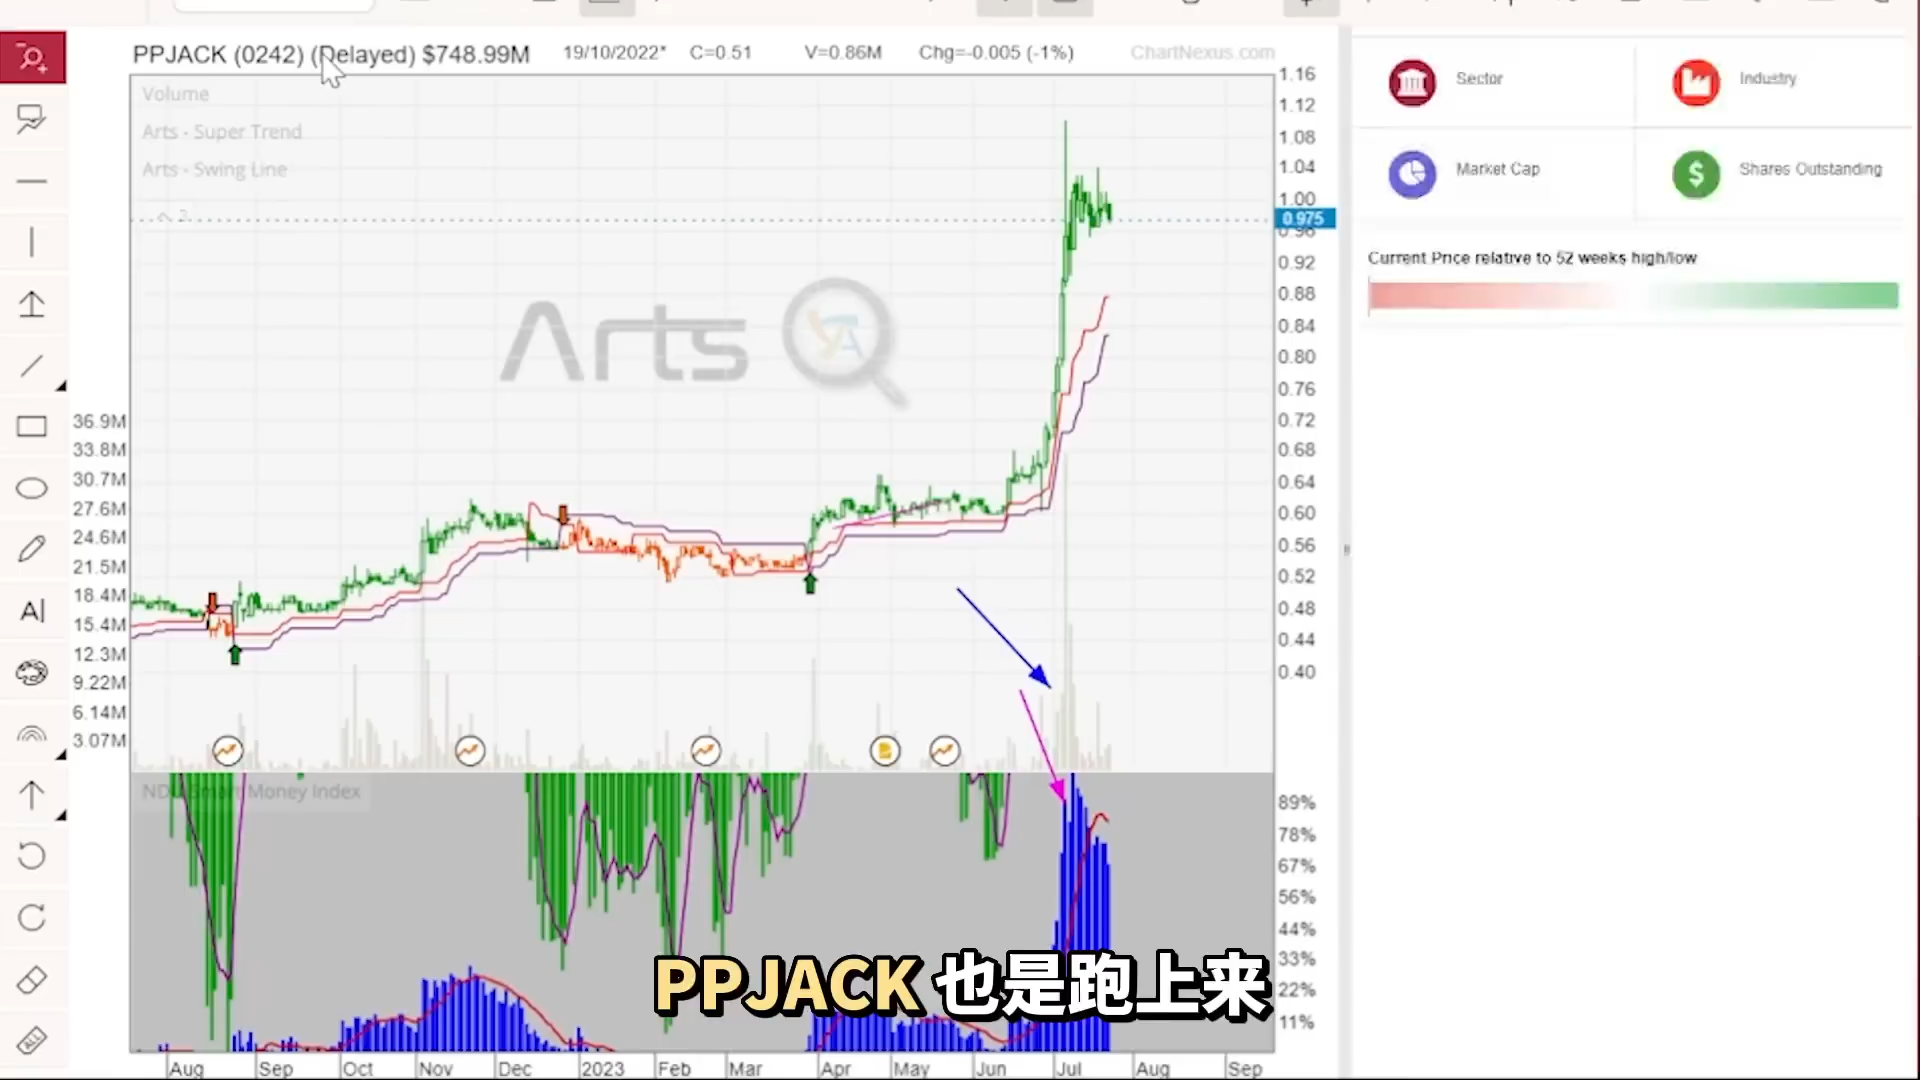 PPJACK (0242) (Delayed) $748.99M 19/10/2022* C=0.51 V=0.86M Chg=-0.005 (-1%) ChartNexus.com
Volume
Arts - Super Trend
Arts - Swing Line
2
Arts
YA
1.16
1.12
1.08
1.04
1.00
0.975
0.96
0.92
0.88
0.84
0.80
0.76
0.72
0.68
0.64
0.60
0.56
0.52
0.48
0.44
0.40
36.9M
33.8M
30.7M
27.6M
24.6M
21.5M
18.4M
15.4M
12.3M
9.22M
6.14M
3.07M
Smart Money Index
89%
78%
67%
56%
44%
33%
22%
11%
Aug Sep Oct Nov Dec 2023 Feb Mar Apr May Jun Jul Aug Sep
A
ALL
Sector
Industry
Market Cap
Shares Outstanding
Current Price relative to 52 weeks high/low
PPJACK 也是跑上来